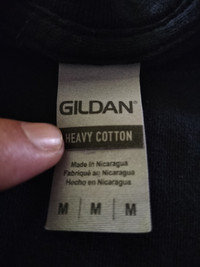 GILDAN®
HEAVY COTTON
Made in Nicaragua
Fabriqué au Nicaragua
Hecho en Nicaragua
M M M